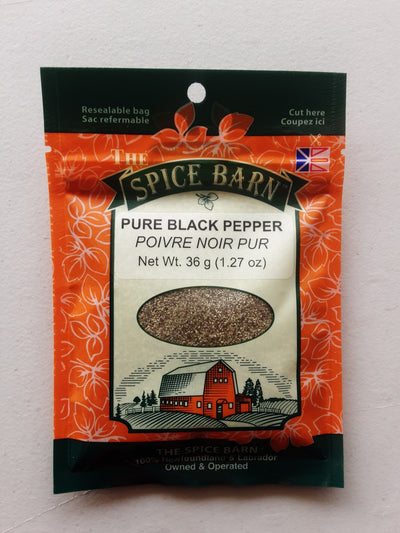 Resealable bag
Sac refermable
Cut here
Coupez ici
THE
SPICE BARN™
PURE BLACK PEPPER
POIVRE NOIR PUR
Net Wt. 36 g (1.27 oz)
THE SPICE BARN
100% Newfoundland & Labrador
Owned & Operated